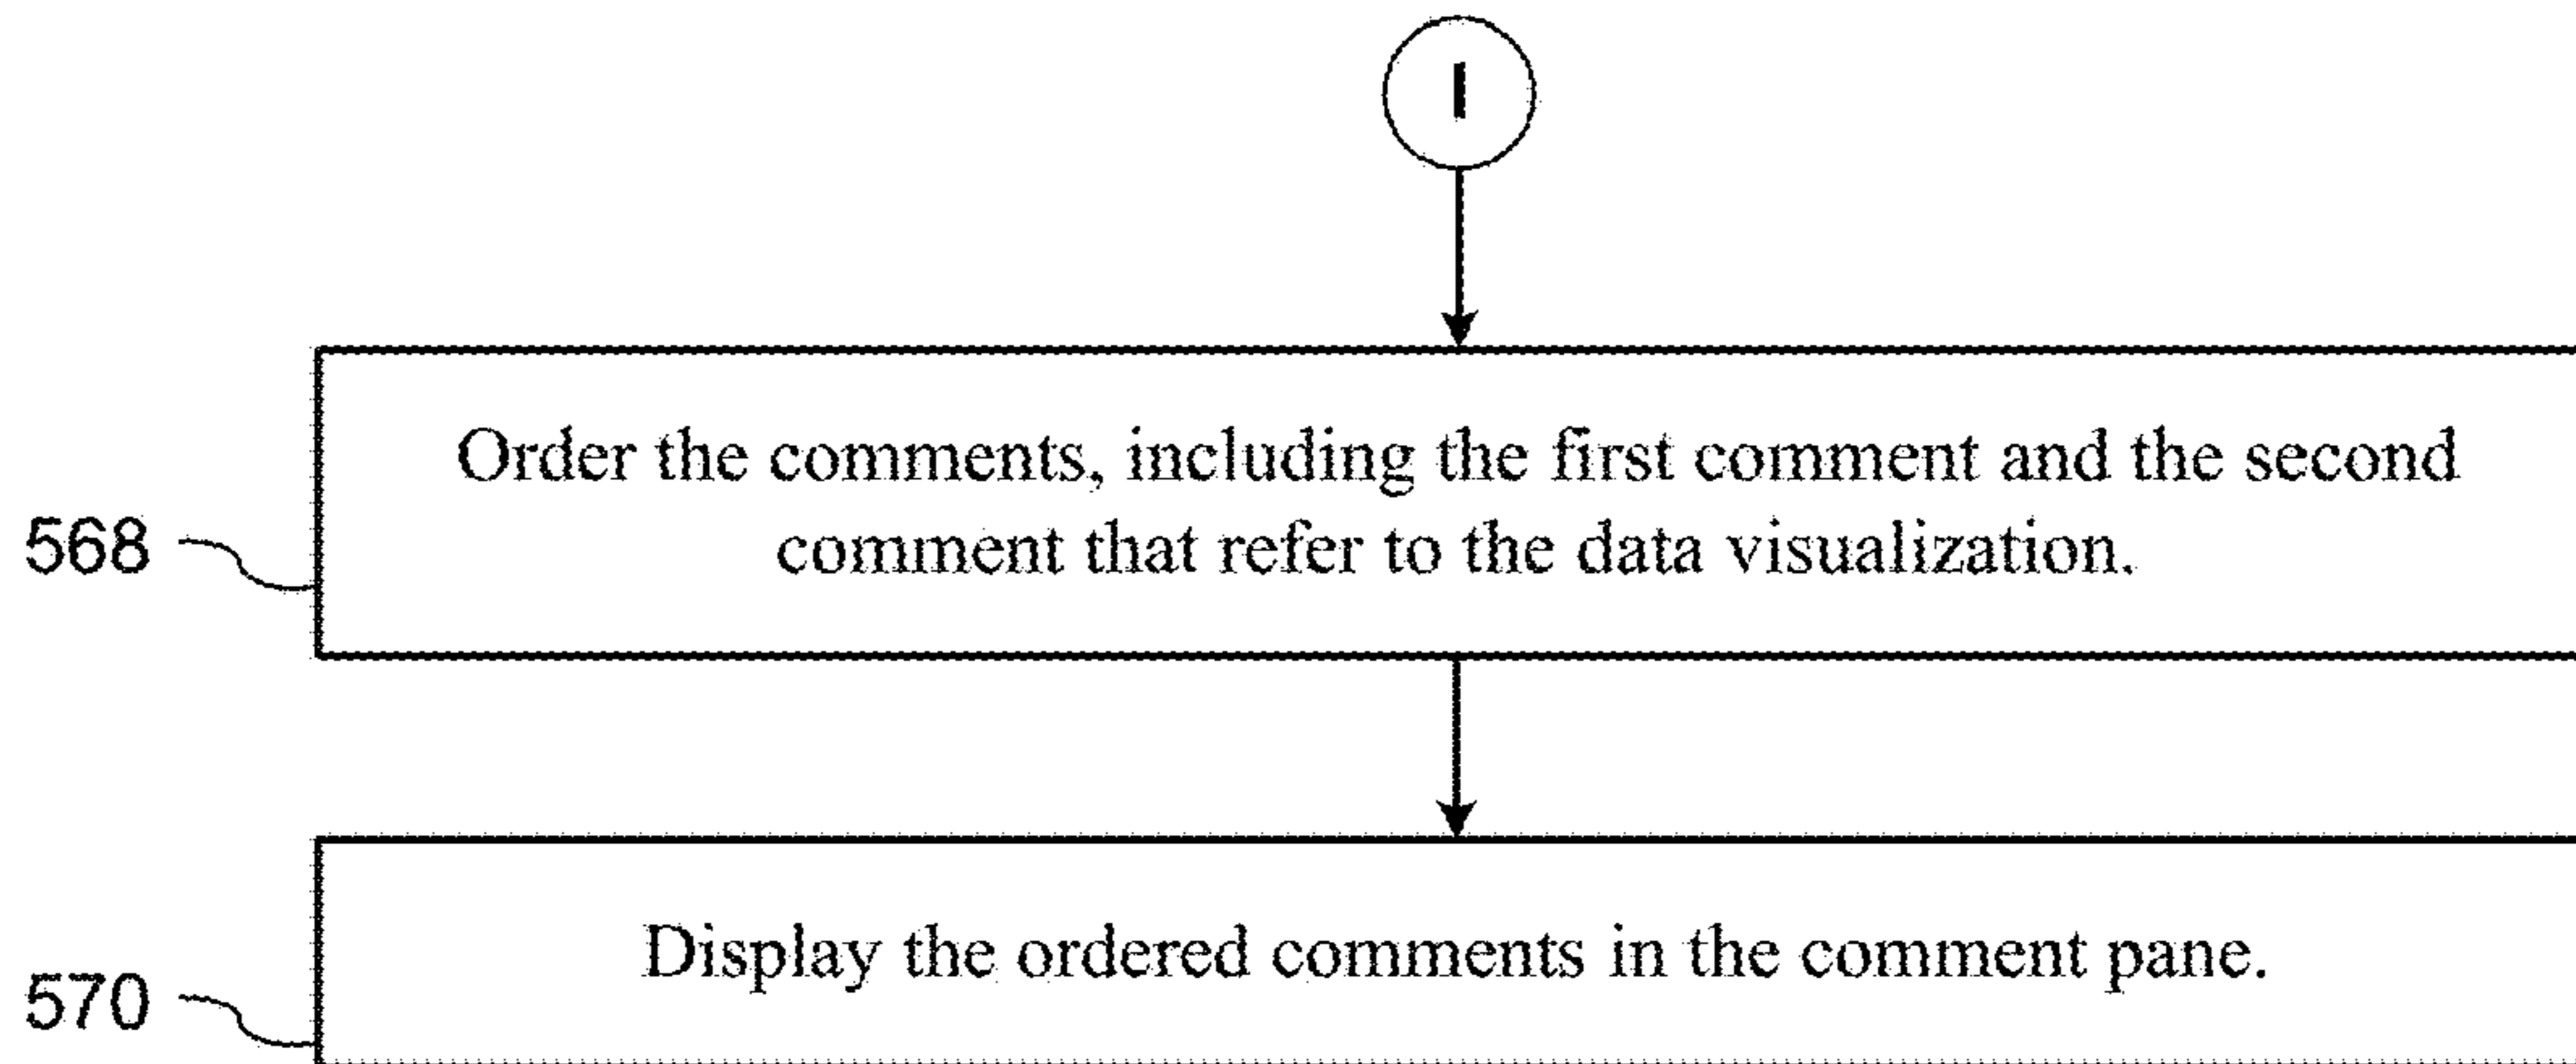 I
Order the comments, including the first comment and the second
comment that refer to the data visualization.
568
Display the ordered comments in the comment pane.
570